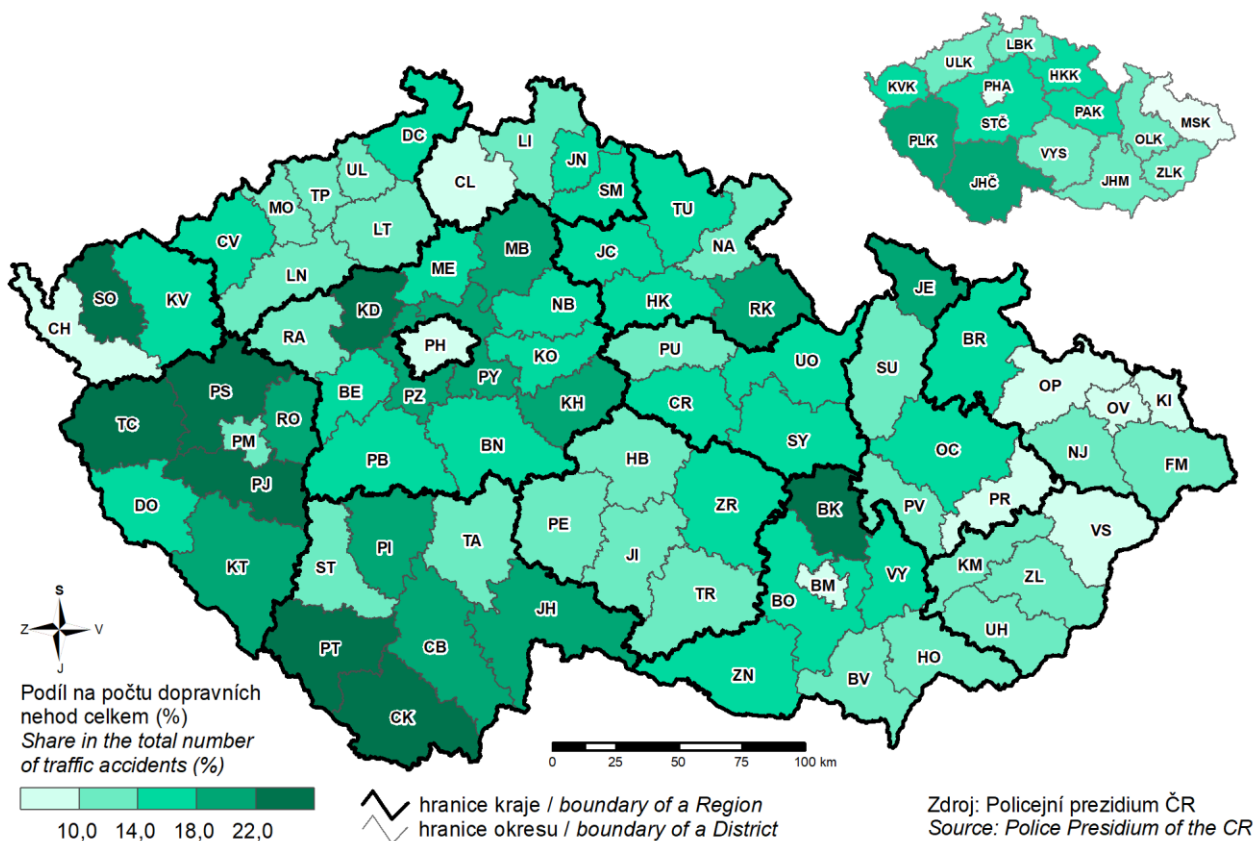 LBK
ULK
HKK
KVK
PHA
PAK
STČ
MSK
PLK
OLK
VYS
ZLK
JHČ
JHM
DC
LI
UL
JN
TP
CL
SM
MO
TU
CV
LT
MB
NA
ME
JC
LN
JE
SO
KV
KD
NB
HK
RK
CH
RA
PH
BR
PU
UO
KO
SU
PS
PY
OP
BE
PZ
KH
CR
KI
TC
RO
OV
PM
SY
OC
NJ
PB
BN
HB
FM
PJ
DO
ZR
BK
PV
PR
VS
PE
PI
TA
JI
KT
ST
KM
ZL
VY
BM
TR
BO
JH
UH
PT
CB
HO
ZN
BV
CK
S
Z V
J
Podíl na počtu dopravních
nehod celkem (%)
Share in the total number
of traffic accidents (%)
10,0 14,0 18,0 22,0
0 25 50 75 100 km
hranice kraje / boundary of a Region
hranice okresu / boundary of a District
Zdroj: Policejní prezidium ČR
Source: Police Presidium of the CR